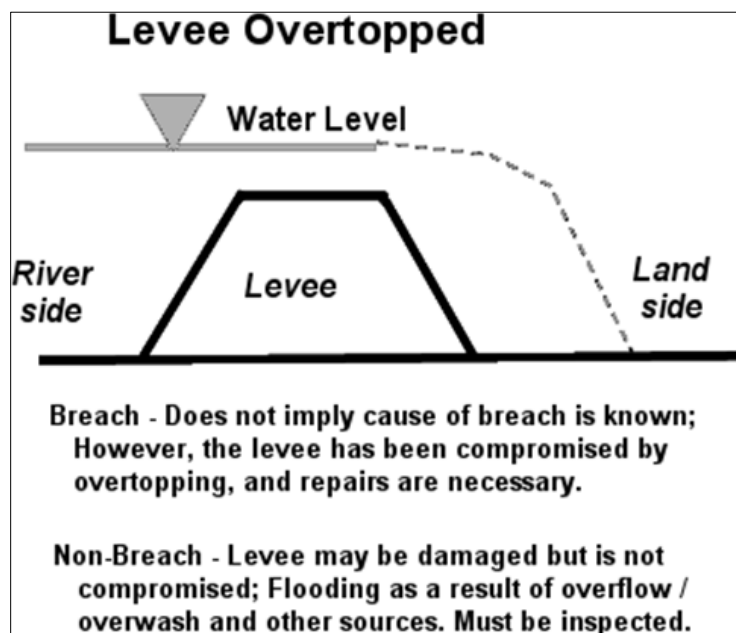 Levee Overtopped
Water Level
River
side
Levee
Land
side
Breach - Does not imply cause of breach is known;
However, the levee has been compromised by
overtopping, and repairs are necessary.
Non-Breach - Levee may be damaged but is not
compromised; Flooding as a result of overflow /
overwash and other sources. Must be inspected.